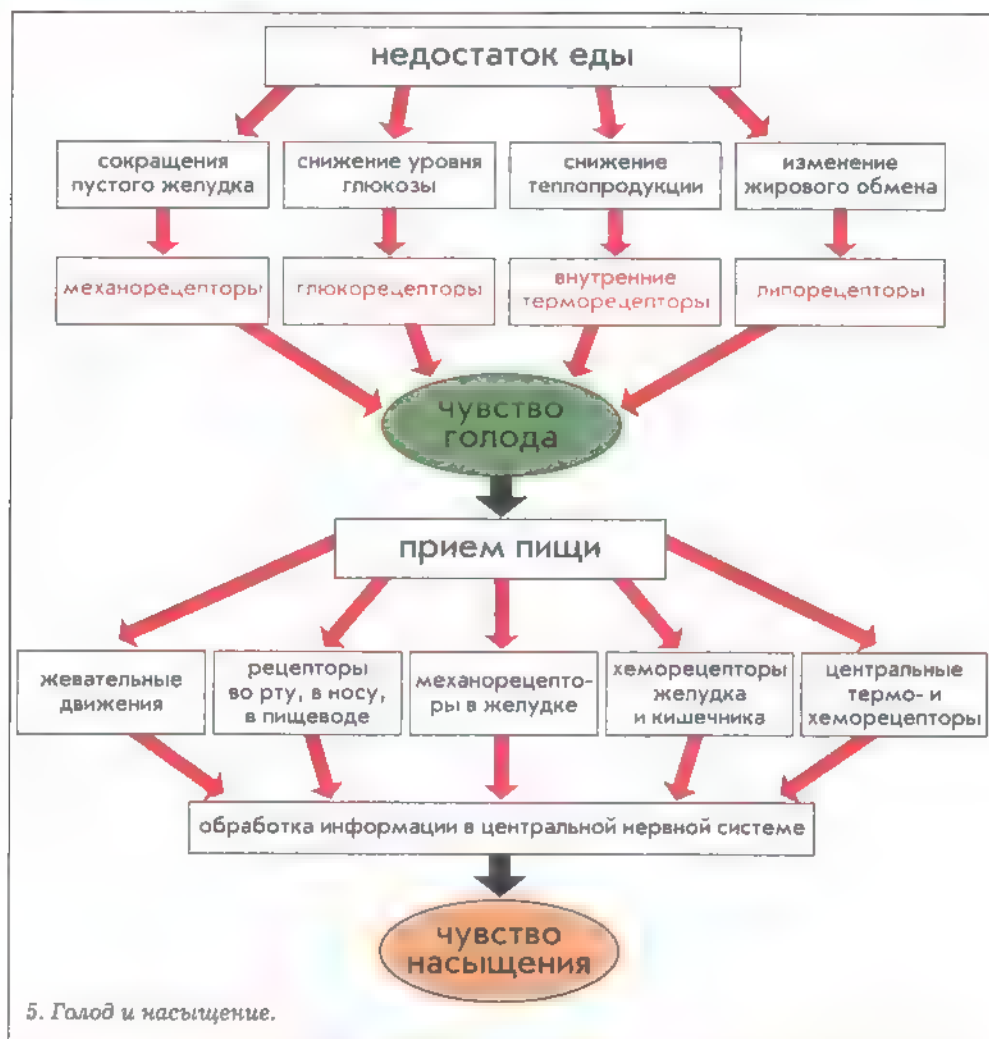 недостаток еды
сокращения
пустого желудка
снижение уровня
глюкозы
снижение
теплопродукции
изменение
жирового обмена
механорецепторы
глюкорецепторы
внутренние
терморецепторы
липорецепторы
чувство
голода
прием пищи
жевательные
движения
рецепторы
во рту, в носу,
в пищеводе
механорецепто-
ры в желудке
хеморецепторы
желудка
и кишечника
центральные
термо- и
хеморецепторы
обработка информации в центральной нервной системе
чувство
насыщения
5. Голод и насыщение.